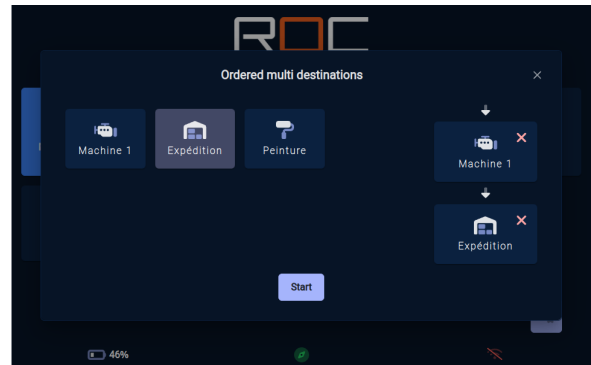 ROC
Ordered multi destinations
Machine 1
Expédition
Peinture
Machine 1
Expédition
Start
46%